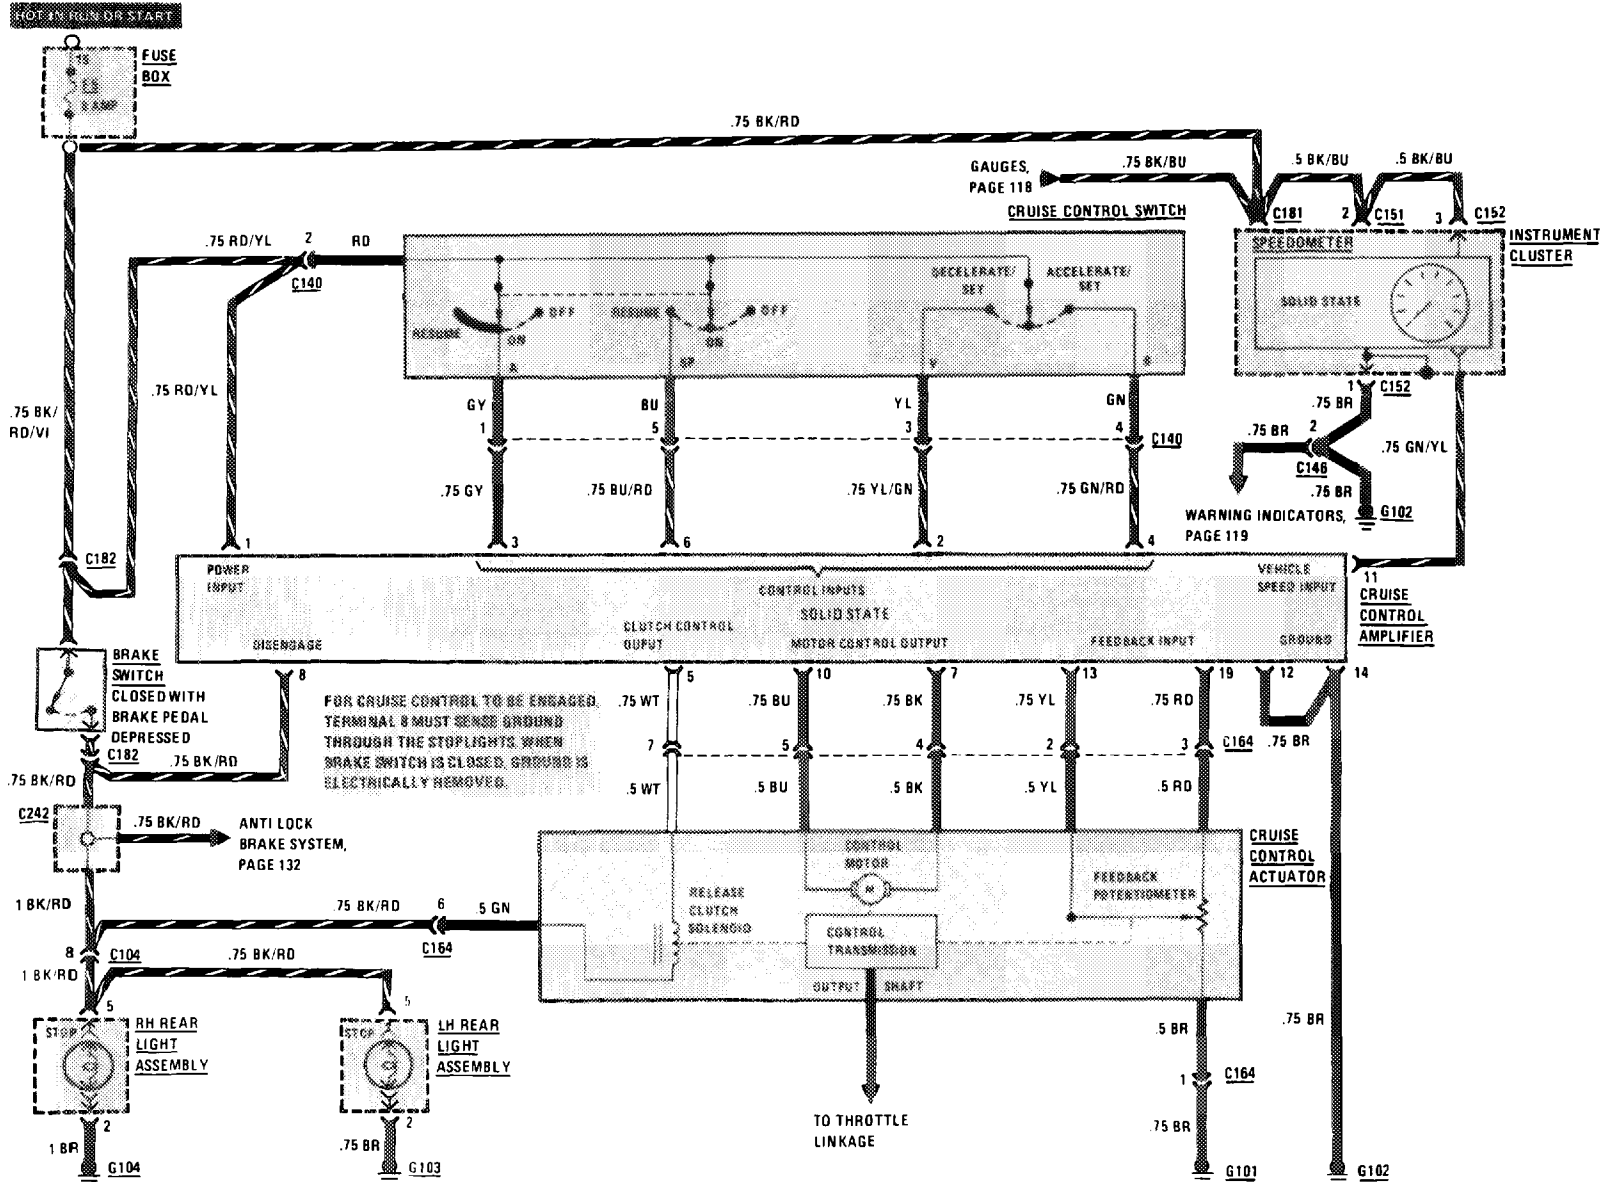 HOT IN RUN OR START
FUSE
BOX
15
8 AMP
.75 BK/RD
GAUGES,
PAGE 118
.75 BK/BU
.5 BK/BU
.5 BK/BU
CRUISE CONTROL SWITCH
C181
2
C151
3
C152
INSTRUMENT
CLUSTER
SPEEDOMETER
SOLID STATE
.75 RD/YL
2
RD
C140
DECELERATE/
SET
ACCELERATE/
SET
RESUME
OFF
ON
RESUME
OFF
ON
A
SP
V
B
.75 RD/YL
.75 BK/
RD/VI
GY
BU
YL
GN
1
5
3
4
C140
1
C152
.75 BR
.75 BR
2
C146
.75 BR
G102
.75 GN/YL
WARNING INDICATORS,
PAGE 119
.75 GY
.75 BU/RD
.75 YL/GN
.75 GN/RD
C182
1
3
6
2
4
11
POWER
INPUT
CONTROL INPUTS
SOLID STATE
VEHICLE
SPEED INPUT
CRUISE
CONTROL
AMPLIFIER
DISENGAGE
CLUTCH CONTROL
OUPUT
MOTOR CONTROL OUTPUT
FEEDBACK INPUT
GROUND
BRAKE
SWITCH
CLOSED WITH
BRAKE PEDAL
DEPRESSED
C182
8
5
10
7
13
19
12
14
FOR CRUISE CONTROL TO BE ENGAGED,
TERMINAL 8 MUST SENSE GROUND
THROUGH THE STOPLIGHTS. WHEN
BRAKE SWITCH IS CLOSED, GROUND IS
ELECTRICALLY REMOVED.
.75 WT
.75 BU
.75 BK
.75 YL
.75 RD
.75 BR
7
5
4
2
3
C164
.75 BK/RD
.75 BK/RD
.5 WT
.5 BU
.5 BK
.5 YL
.5 RD
C242
.75 BK/RD
ANTI LOCK
BRAKE SYSTEM,
PAGE 132
CRUISE
CONTROL
ACTUATOR
CONTROL
MOTOR
M
FEEDBACK
POTENTIOMETER
RELEASE
CLUTCH
SOLENOID
CONTROL
TRANSMISSION
OUTPUT SHAFT
1 BK/RD
.75 BK/RD
6
.5 GN
C164
8
C104
1 BK/RD
.75 BK/RD
5
5
STOP
RH REAR
LIGHT
ASSEMBLY
STOP
LH REAR
LIGHT
ASSEMBLY
.5 BR
.75 BR
1
C164
.75 BR
TO THROTTLE
LINKAGE
2
2
1 BR
.75 BR
G104
G103
G101
G102